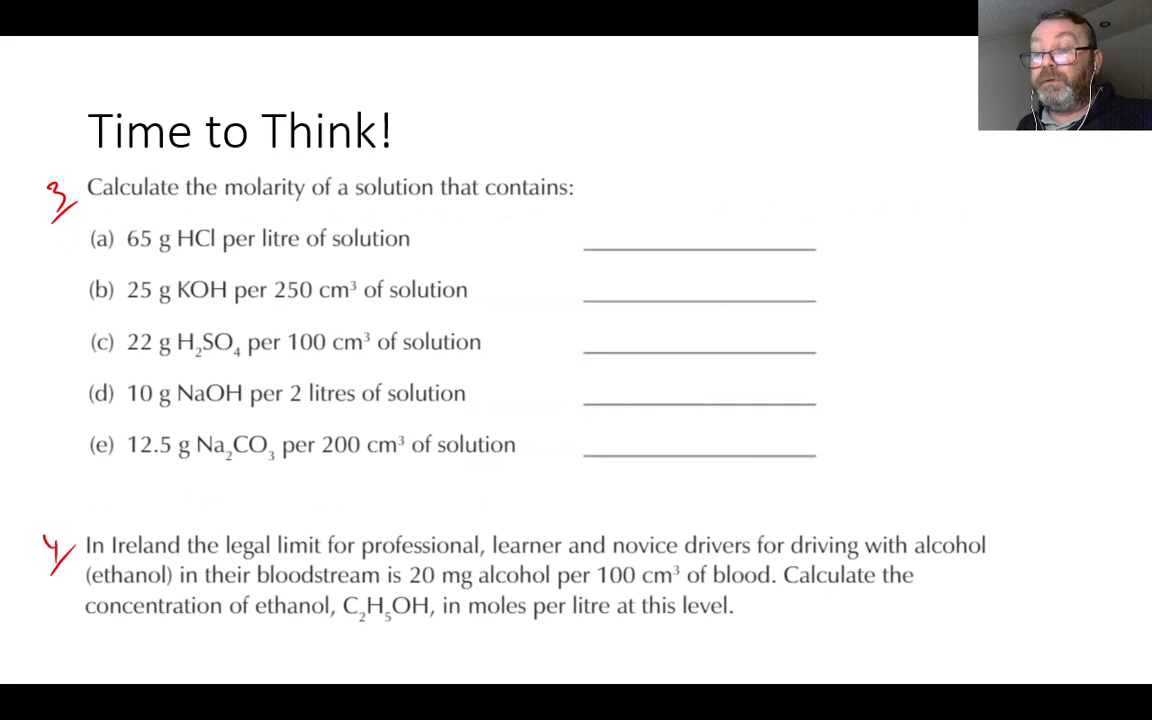 Time to Think!
3 Calculate the molarity of a solution that contains:
(a) 65 g HCl per litre of solution
(b) 25 g KOH per 250 cm³ of solution
(c) 22 g H₂SO₄ per 100 cm³ of solution
(d) 10 g NaOH per 2 litres of solution
(e) 12.5 g Na₂CO₃ per 200 cm³ of solution
4 In Ireland the legal limit for professional, learner and novice drivers for driving with alcohol
(ethanol) in their bloodstream is 20 mg alcohol per 100 cm³ of blood. Calculate the
concentration of ethanol, C₂H₅OH, in moles per litre at this level.